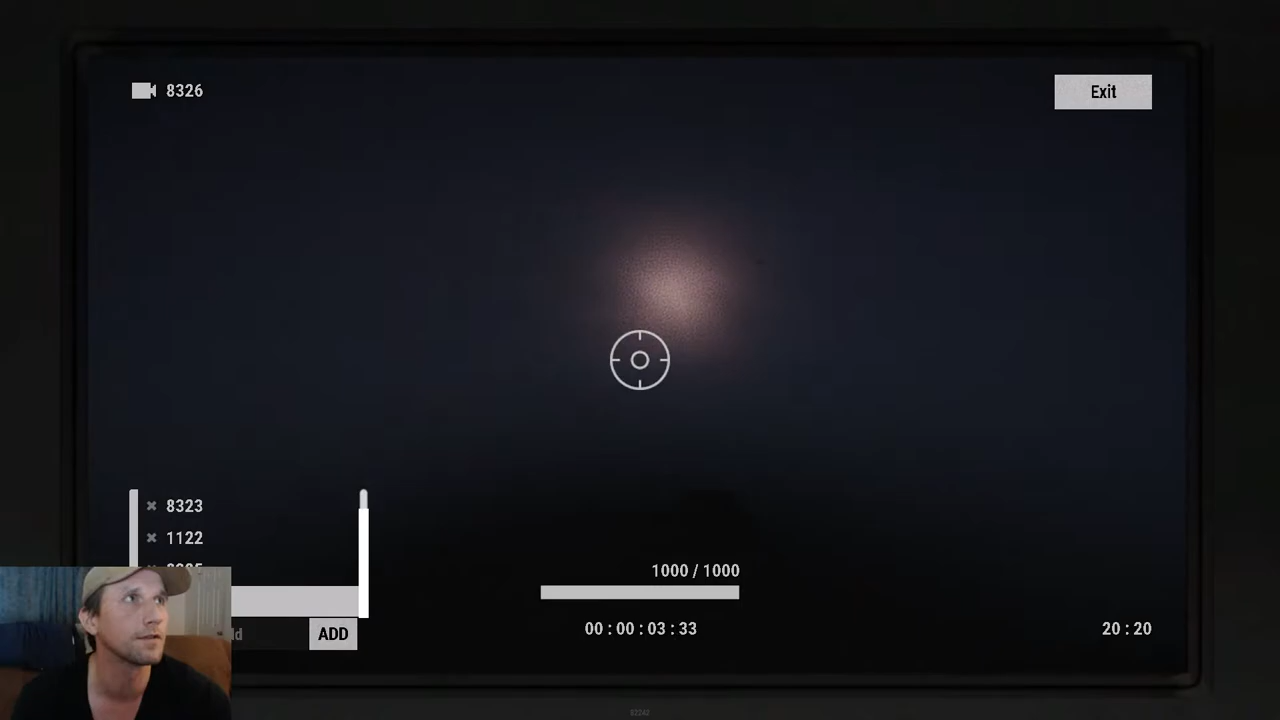 8326
Exit
8323
1122
1000 / 1000
ADD
00 : 00 : 03 : 33
20 : 20